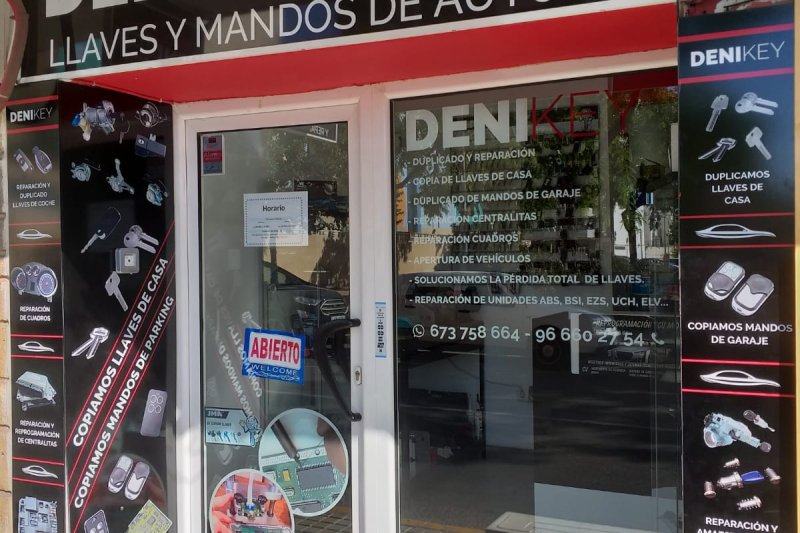 LLAVES Y MANDOS DE AUTO
DENIKEY
REPARACIÓN Y
DUPLICADO
LLAVES DE COCHE
REPARACIÓN
DE CUADROS
REPARACIÓN Y
REPROGRAMACIÓN
DE CENTRALITAS
COPIAMOS LLAVES DE CASA
COPIAMOS MANDOS DE PARKING
Horario
ABIERTO
WELCOME
JMA
DENIKEY
- DUPLICADO Y REPARACIÓN
- COPIA DE LLAVES DE CASA
- DUPLICADO DE MANDOS DE GARAJE
- REPARACIÓN CENTRALITAS
- REPARACIÓN CUADROS
- APERTURA DE VEHÍCULOS
- SOLUCIONAMOS LA PÉRDIDA TOTAL DE LLAVES.
- REPARACIÓN DE UNIDADES ABS, BSI, EZS, UCH, ELV...
673 758 664 - 96 660 27 54
DENIKEY
DUPLICAMOS
LLAVES DE
CASA
COPIAMOS MANDOS
DE GARAJE
REPARACIÓN Y